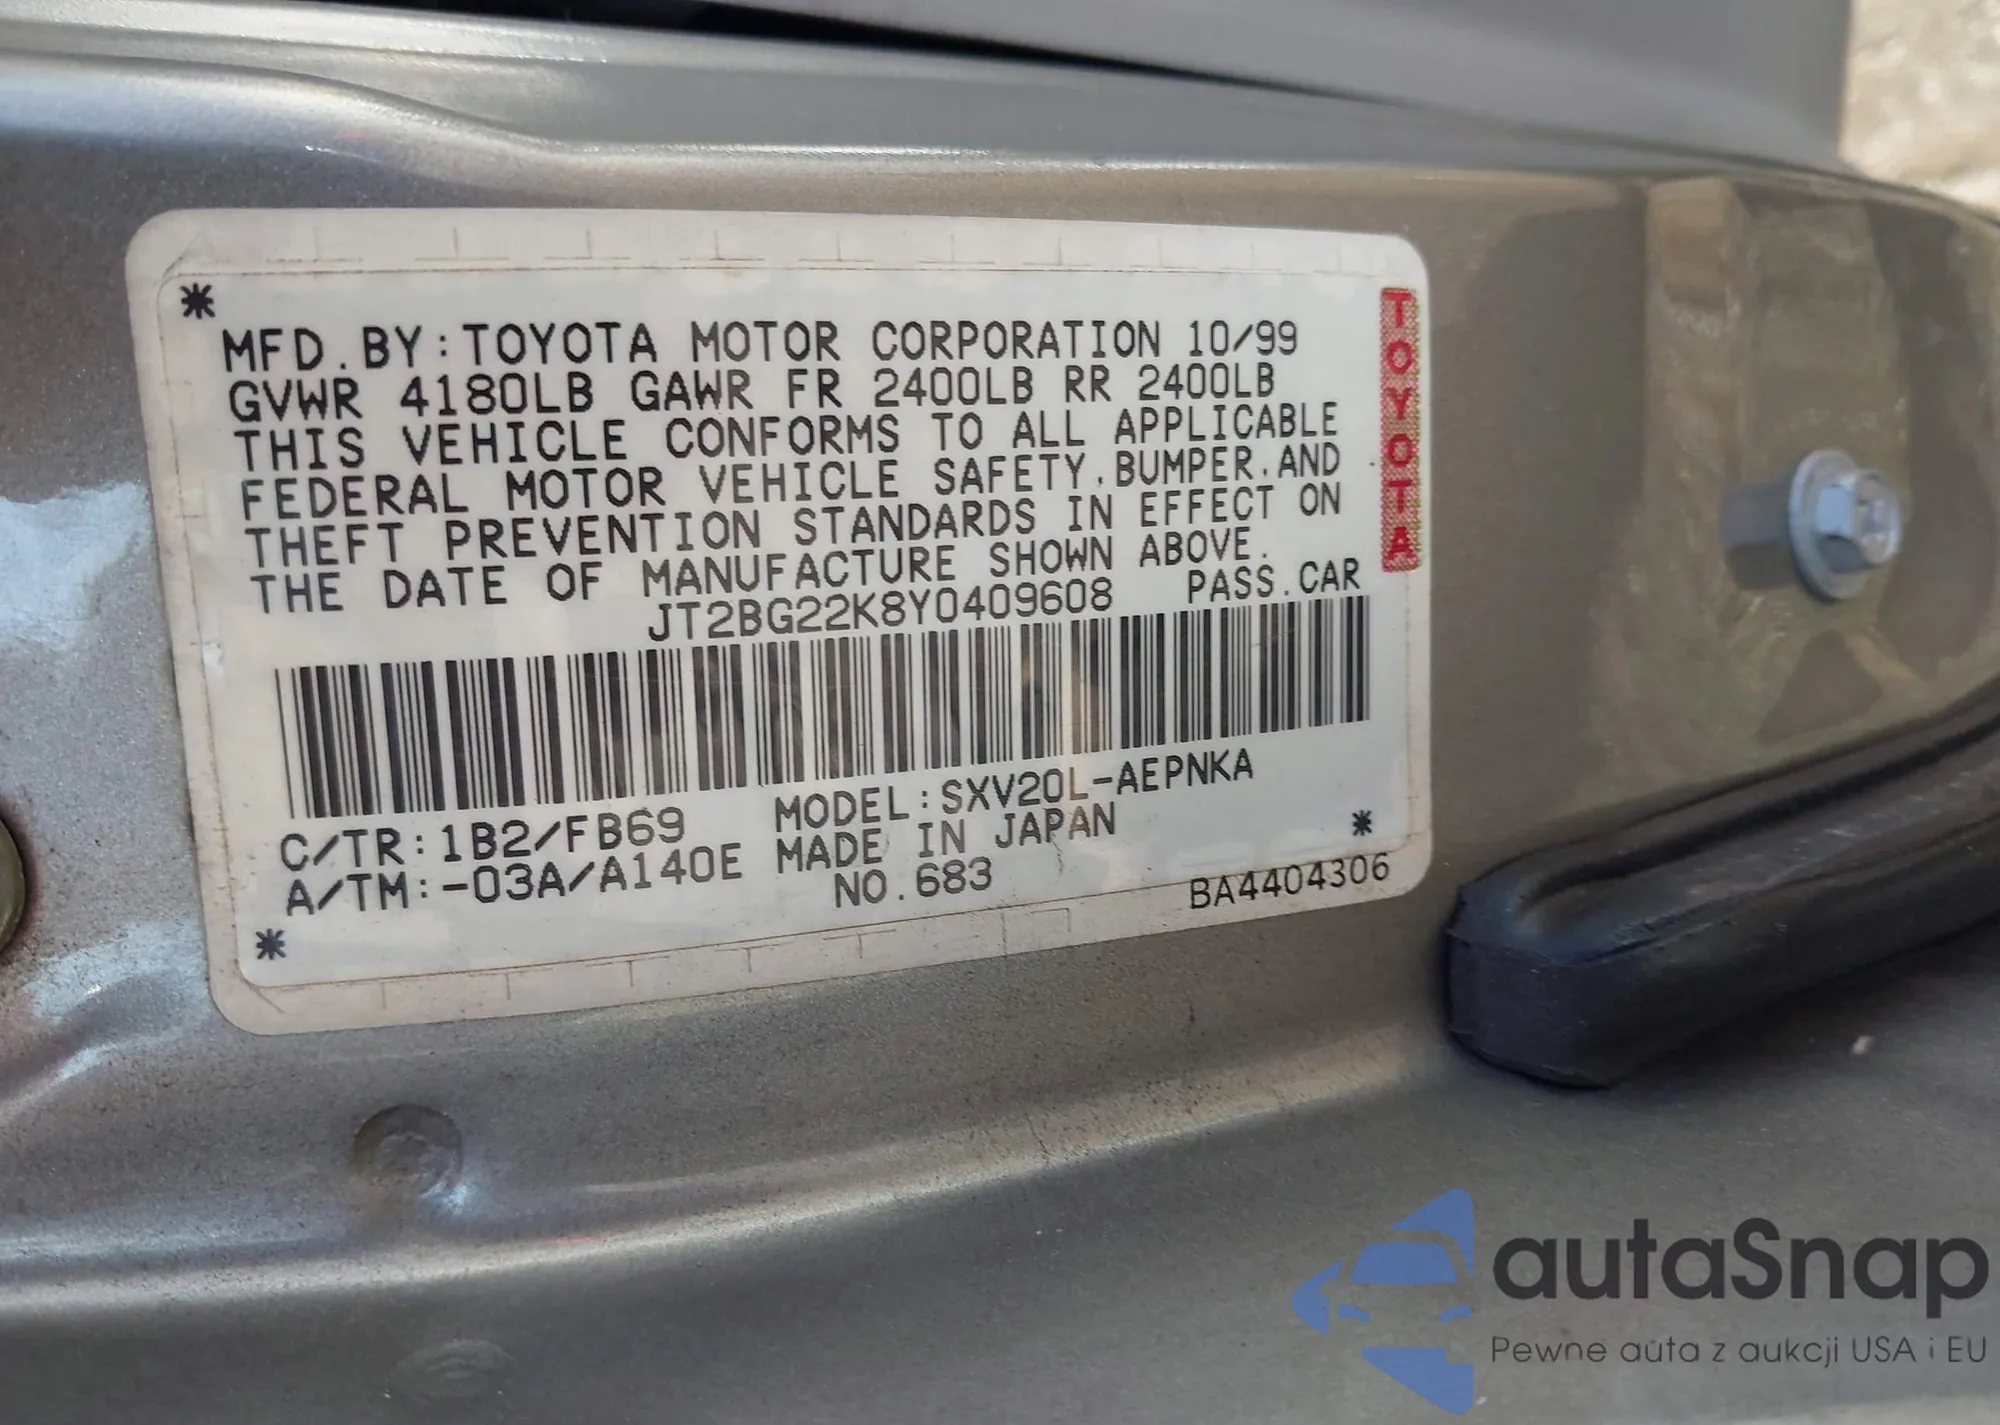 MFD.BY:TOYOTA MOTOR CORPORATION 10/99
GVWR 4180LB GAWR FR 2400LB RR 2400LB
THIS VEHICLE CONFORMS TO ALL APPLICABLE
FEDERAL MOTOR VEHICLE SAFETY,BUMPER,AND
THEFT PREVENTION STANDARDS IN EFFECT ON
THE DATE OF MANUFACTURE SHOWN ABOVE.
JT2BG22K8Y0409608 PASS.CAR
C/TR:1B2/FB69 MODEL:SXV20L-AEPNKA
A/TM:-03A/A140E MADE IN JAPAN
NO.683
BA4404306
TOYOTA
autaSnap
Pewne auta z aukcji USA i EU